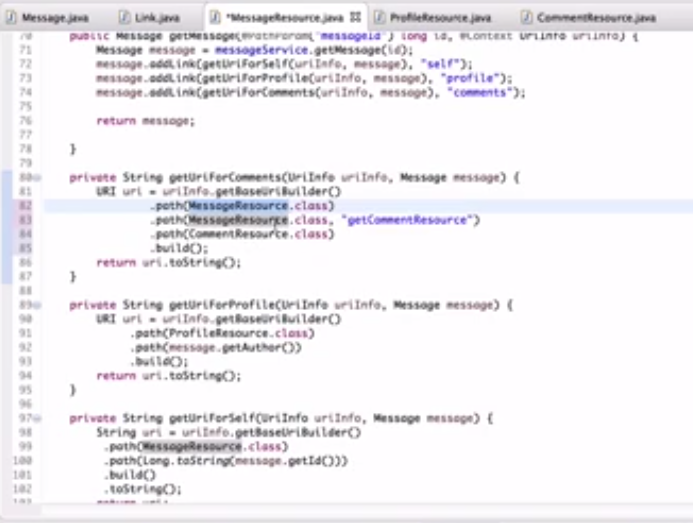 Message.java Link.java *MessageResource.java ProfileResource.java CommentResource.java
70 public Message getMessage(@PathParam("messageId") long id, @Context UriInfo uriInfo) {
71 Message message = messageService.getMessage(id);
72 message.addLink(getUriForSelf(uriInfo, message), "self");
73 message.addLink(getUriForProfile(uriInfo, message), "profile");
74 message.addLink(getUriForComments(uriInfo, message), "comments");
75
76 return message;
77
78 }
79
80 private String getUriForComments(UriInfo uriInfo, Message message) {
81 URI uri = uriInfo.getBaseUriBuilder()
82 .path(MessageResource.class)
83 .path(MessageResource.class, "getCommentResource")
84 .path(CommentResource.class)
85 .build();
86 return uri.toString();
87 }
88
89 private String getUriForProfile(UriInfo uriInfo, Message message) {
90 URI uri = uriInfo.getBaseUriBuilder()
91 .path(ProfileResource.class)
92 .path(message.getAuthor())
93 .build();
94 return uri.toString();
95 }
96
97 private String getUriForSelf(UriInfo uriInfo, Message message) {
98 String uri = uriInfo.getBaseUriBuilder()
99 .path(MessageResource.class)
100 .path(Long.toString(message.getId()))
101 .build()
102 .toString();
103 return uri;